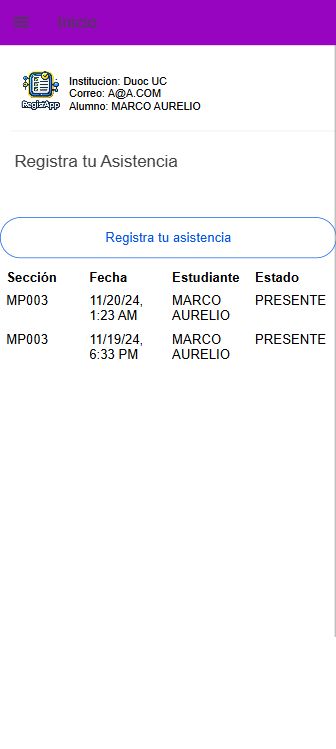 Inicio
RegistrApp
Institucion: Duoc UC
Correo: A@A.COM
Alumno: MARCO AURELIO
Registra tu Asistencia
Registra tu asistencia
Sección Fecha Estudiante Estado
MP003 11/20/24, 1:23 AM MARCO AURELIO PRESENTE
MP003 11/19/24, 6:33 PM MARCO AURELIO PRESENTE